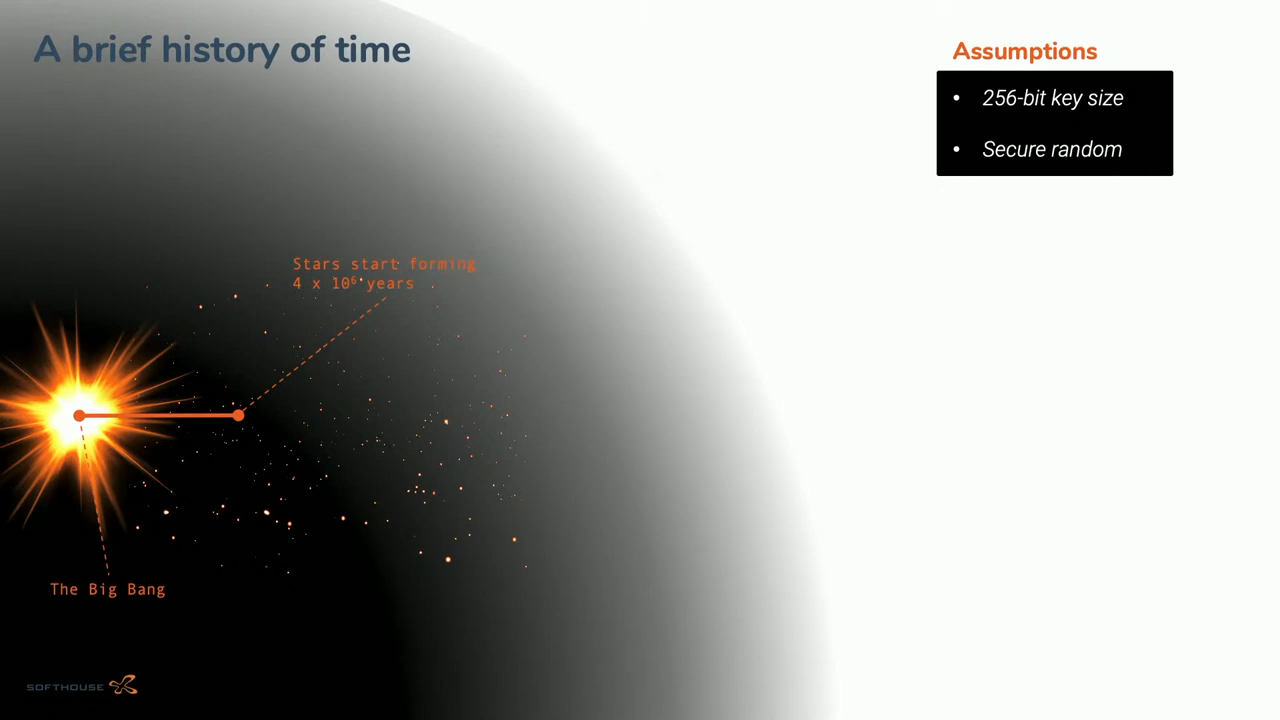 A brief history of time
Assumptions
• 256-bit key size
• Secure random
Stars start forming
4 x 10⁶ years
The Big Bang
SOFTHOUSE